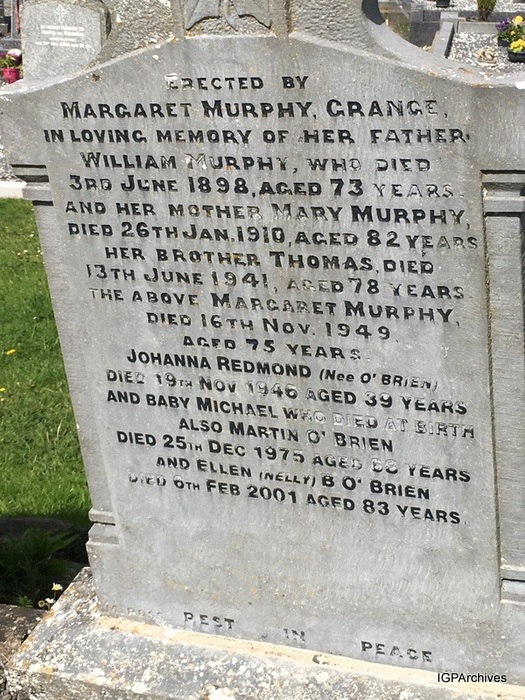 ERECTED BY
MARGARET MURPHY, GRANGE,
IN LOVING MEMORY OF HER FATHER
WILLIAM MURPHY, WHO DIED
3RD JUNE 1898, AGED 73 YEARS.
AND HER MOTHER MARY MURPHY,
DIED 26TH JAN. 1910, AGED 82 YEARS
HER BROTHER THOMAS, DIED
13TH JUNE 1941, AGED 78 YEARS
THE ABOVE MARGARET MURPHY,
DIED 16TH NOV. 1949
AGED 75 YEARS.
JOHANNA REDMOND (Nee O'BRIEN)
DIED 19TH NOV 1946 AGED 39 YEARS
AND BABY MICHAEL WHO DIED AT BIRTH
ALSO MARTIN O' BRIEN
DIED 25TH DEC 1975 AGED YEARS
AND ELLEN (NELLY) B O' BRIEN
DIED 6TH FEB 2001 AGED 83 YEARS
REST IN PEACE
IGPArchives